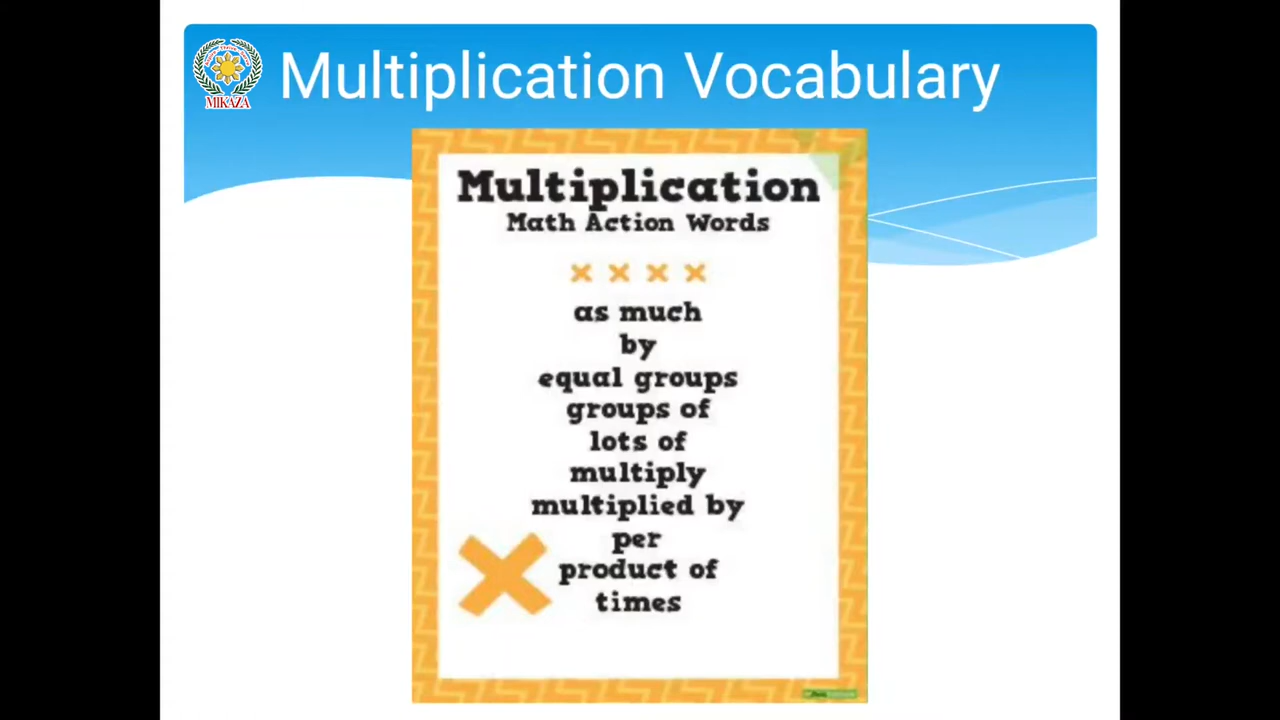 Multiplication Vocabulary
MIKAZA
Multiplication
Math Action Words
as much
by
equal groups
groups of
lots of
multiply
multiplied by
per
product of
times